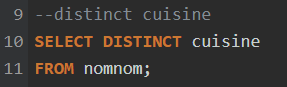 9 --distinct cuisine
10 SELECT DISTINCT cuisine
11 FROM nomnom;